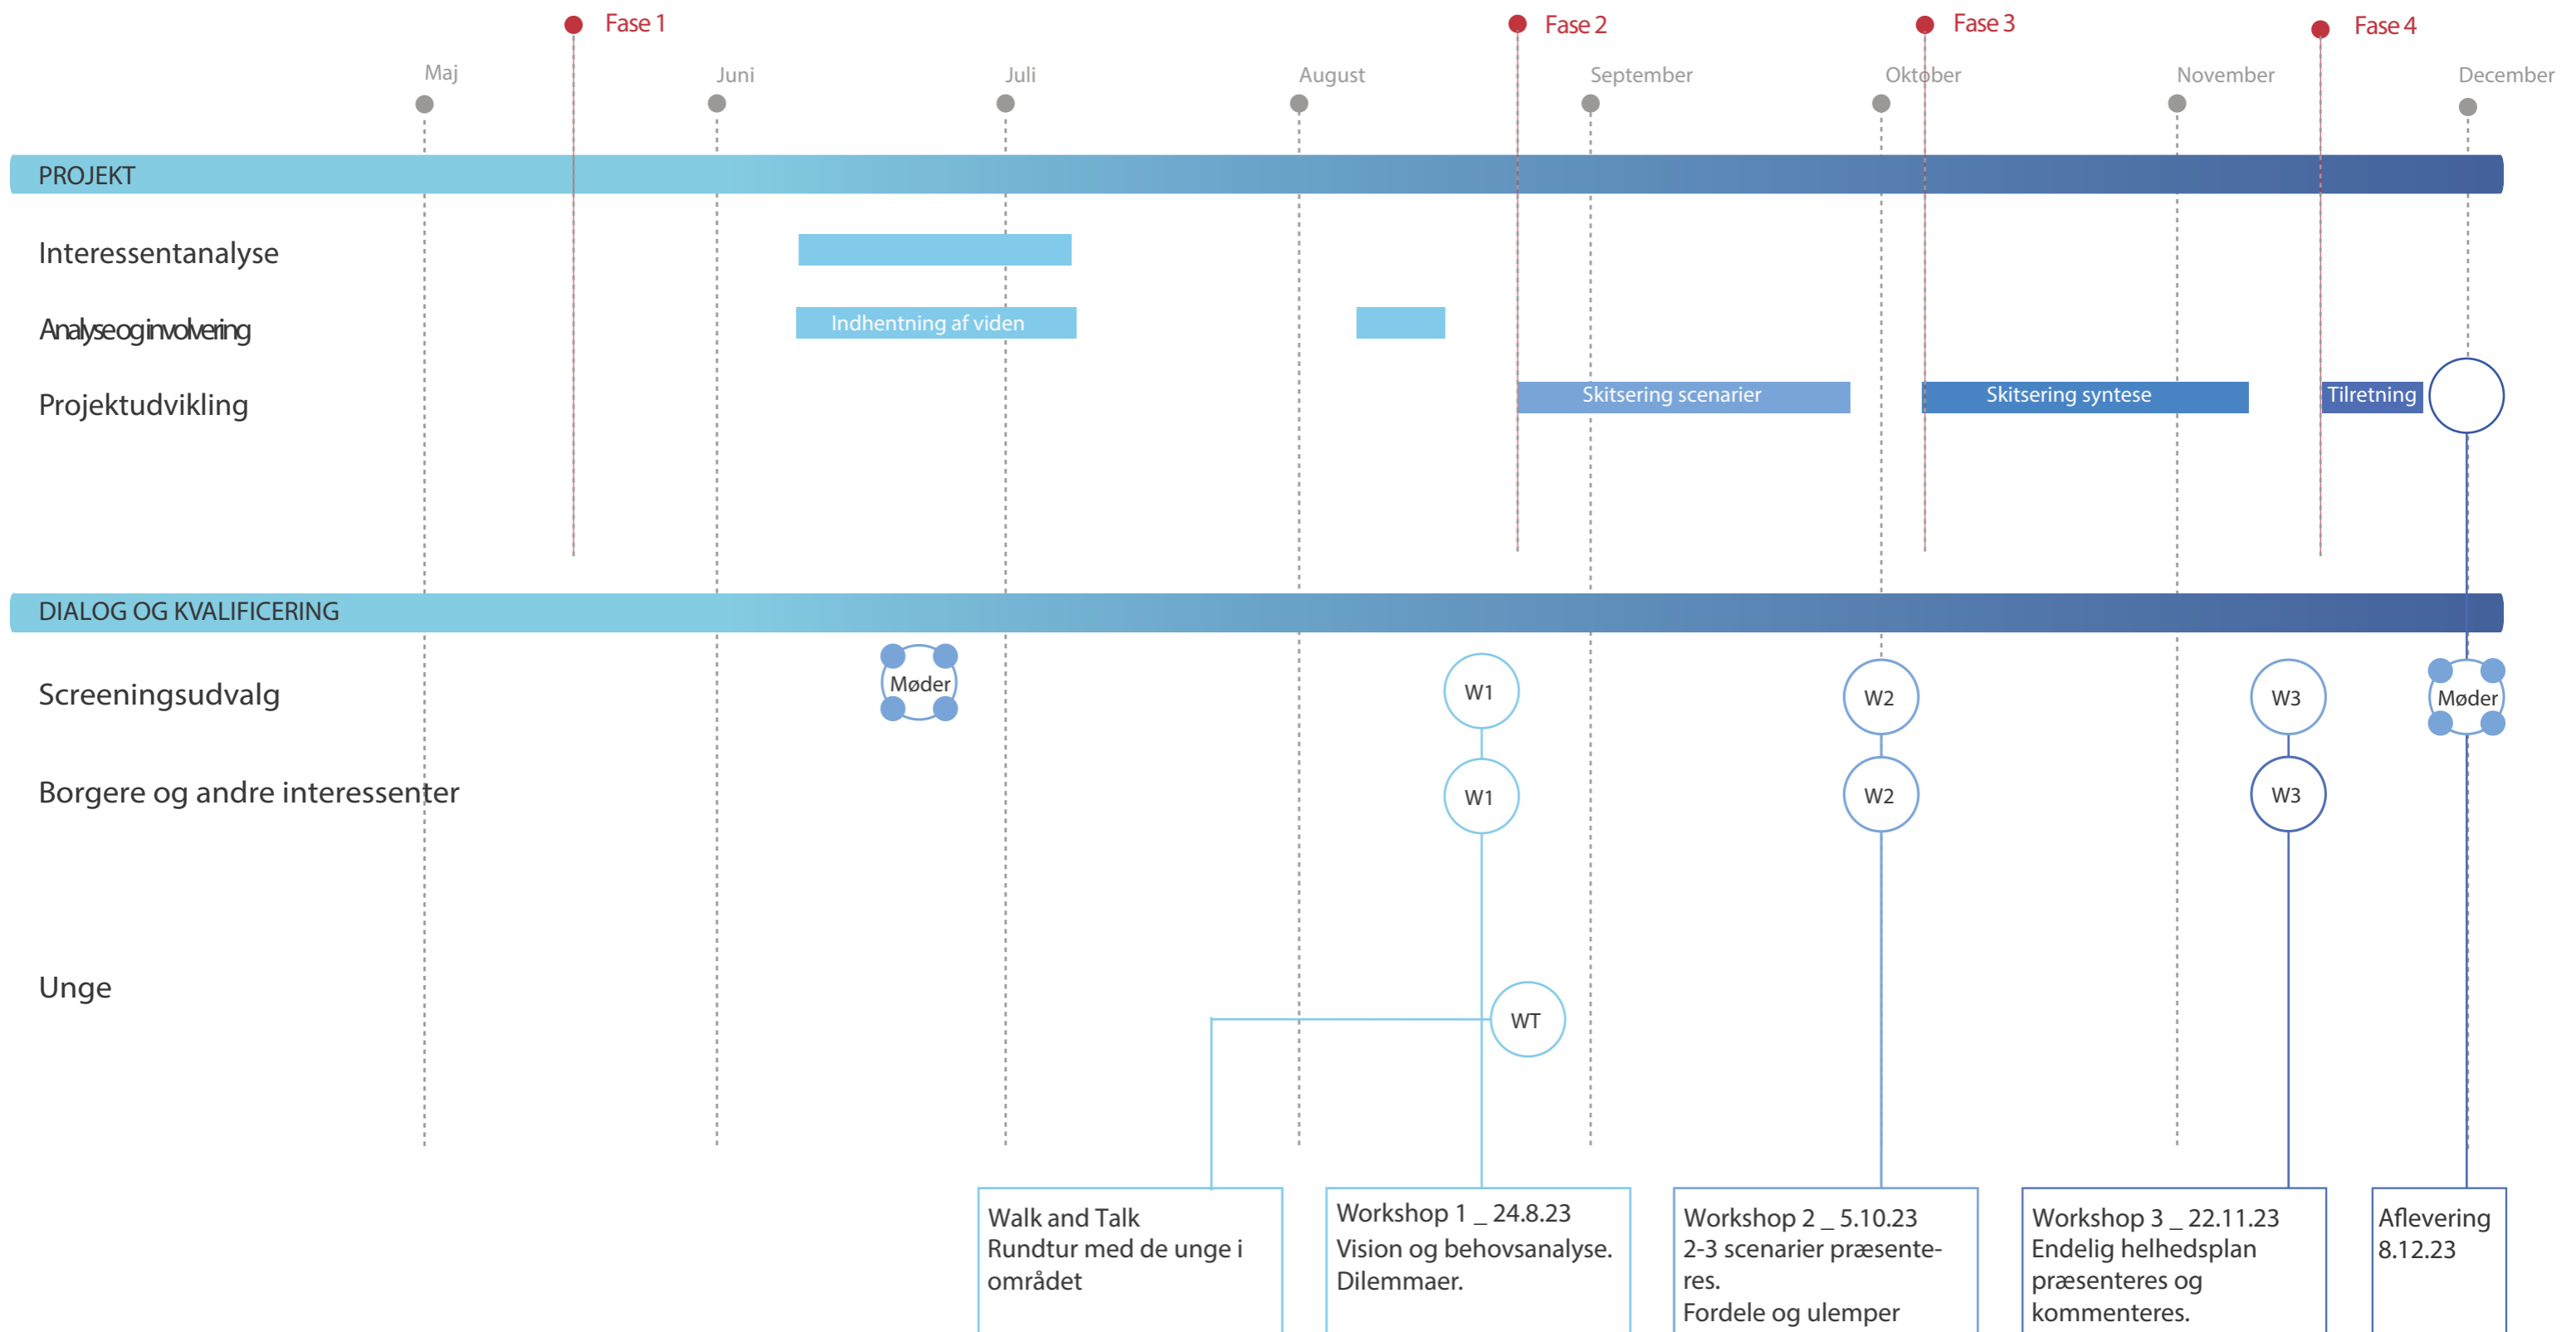 Fase 1
Fase 2
Fase 3
Fase 4
Maj
Juni
Juli
August
September
Oktober
November
December
PROJEKT
Interessentanalyse
Analyse og involvering
Indhentning af viden
Projektudvikling
Skitsering scenarier
Skitsering syntese
Tilretning
DIALOG OG KVALIFICERING
Screeningsudvalg
Møder
W1
W2
W3
Møder
Borgere og andre interessenter
W1
W2
W3
Unge
WT
Walk and Talk
Rundtur med de unge i
området
Workshop 1 _ 24.8.23
Vision og behovsanalyse.
Dilemmaer.
Workshop 2 _ 5.10.23
2-3 scenarier præsente-
res.
Fordele og ulemper
Workshop 3 _ 22.11.23
Endelig helhedsplan
præsenteres og
kommenteres.
Aflevering
8.12.23